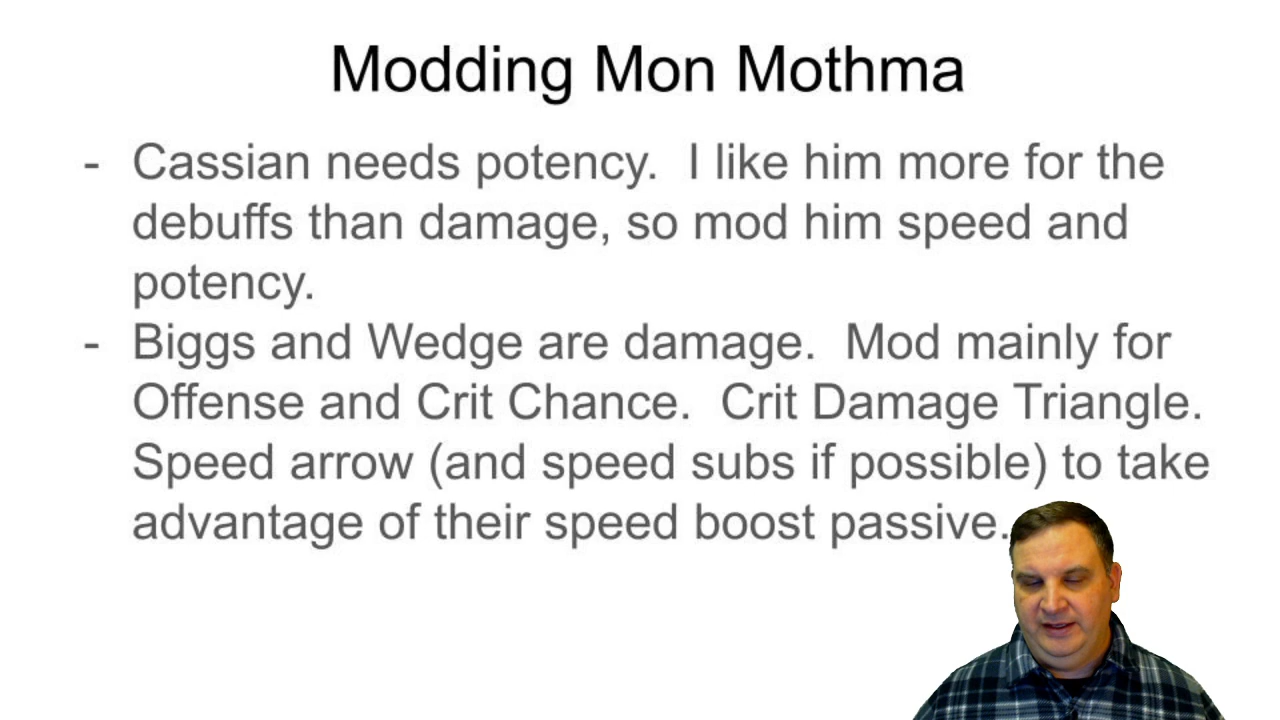 Modding Mon Mothma
- Cassian needs potency.  I like him more for the
debuffs than damage, so mod him speed and
potency.
- Biggs and Wedge are damage.  Mod mainly for
Offense and Crit Chance.  Crit Damage Triangle.
Speed arrow (and speed subs if possible) to take
advantage of their speed boost passive.